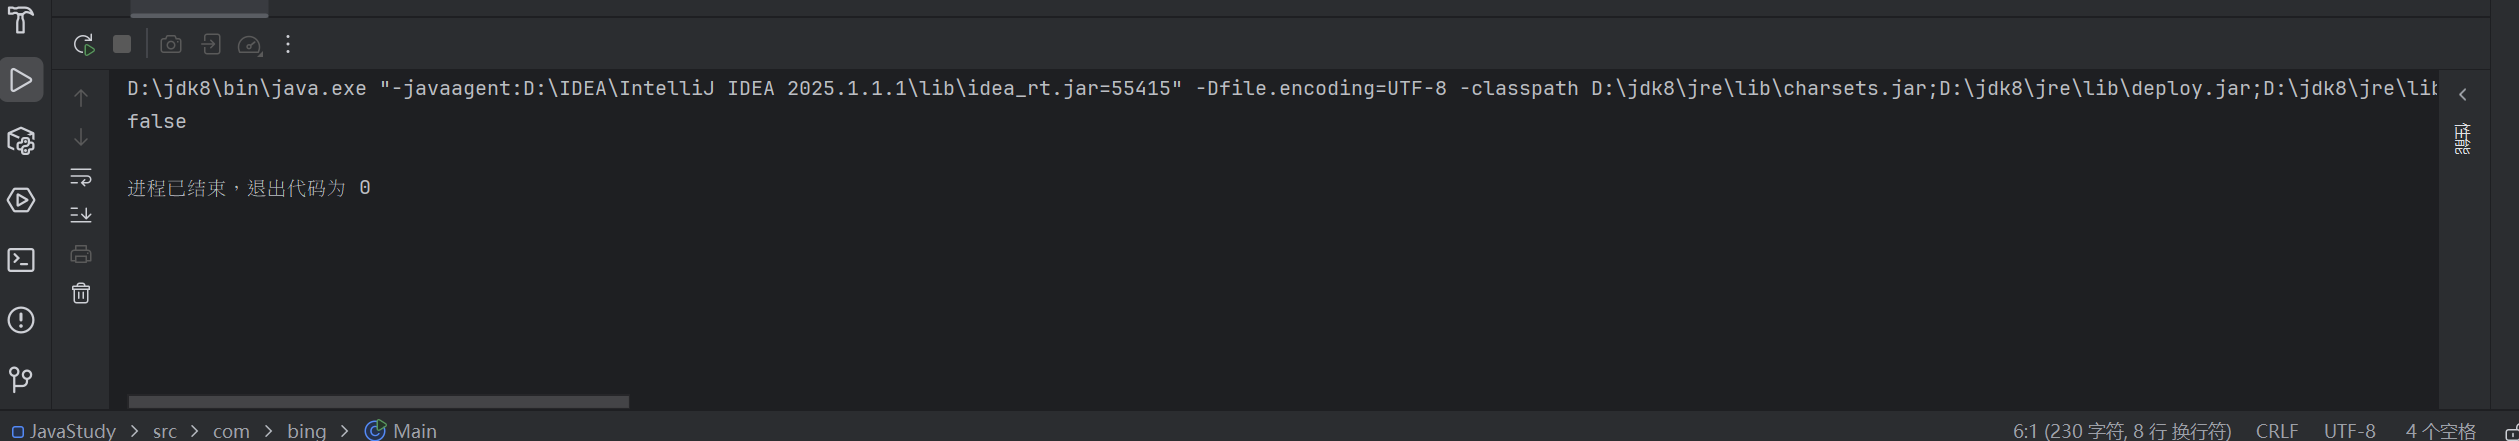 D:\jdk8\bin\java.exe "-javaagent:D:\IDEA\IntelliJ IDEA 2025.1.1.1\lib\idea_rt.jar=55415" -Dfile.encoding=UTF-8 -classpath D:\jdk8\jre\lib\charsets.jar;D:\jdk8\jre\lib\deploy.jar;D:\jdk8\jre\lib
false
进程已结束，退出代码为 0
性能
JavaStudy > src > com > bing > Main
6:1 (230 字符, 8 行 换行符) CRLF UTF-8 4 个空格